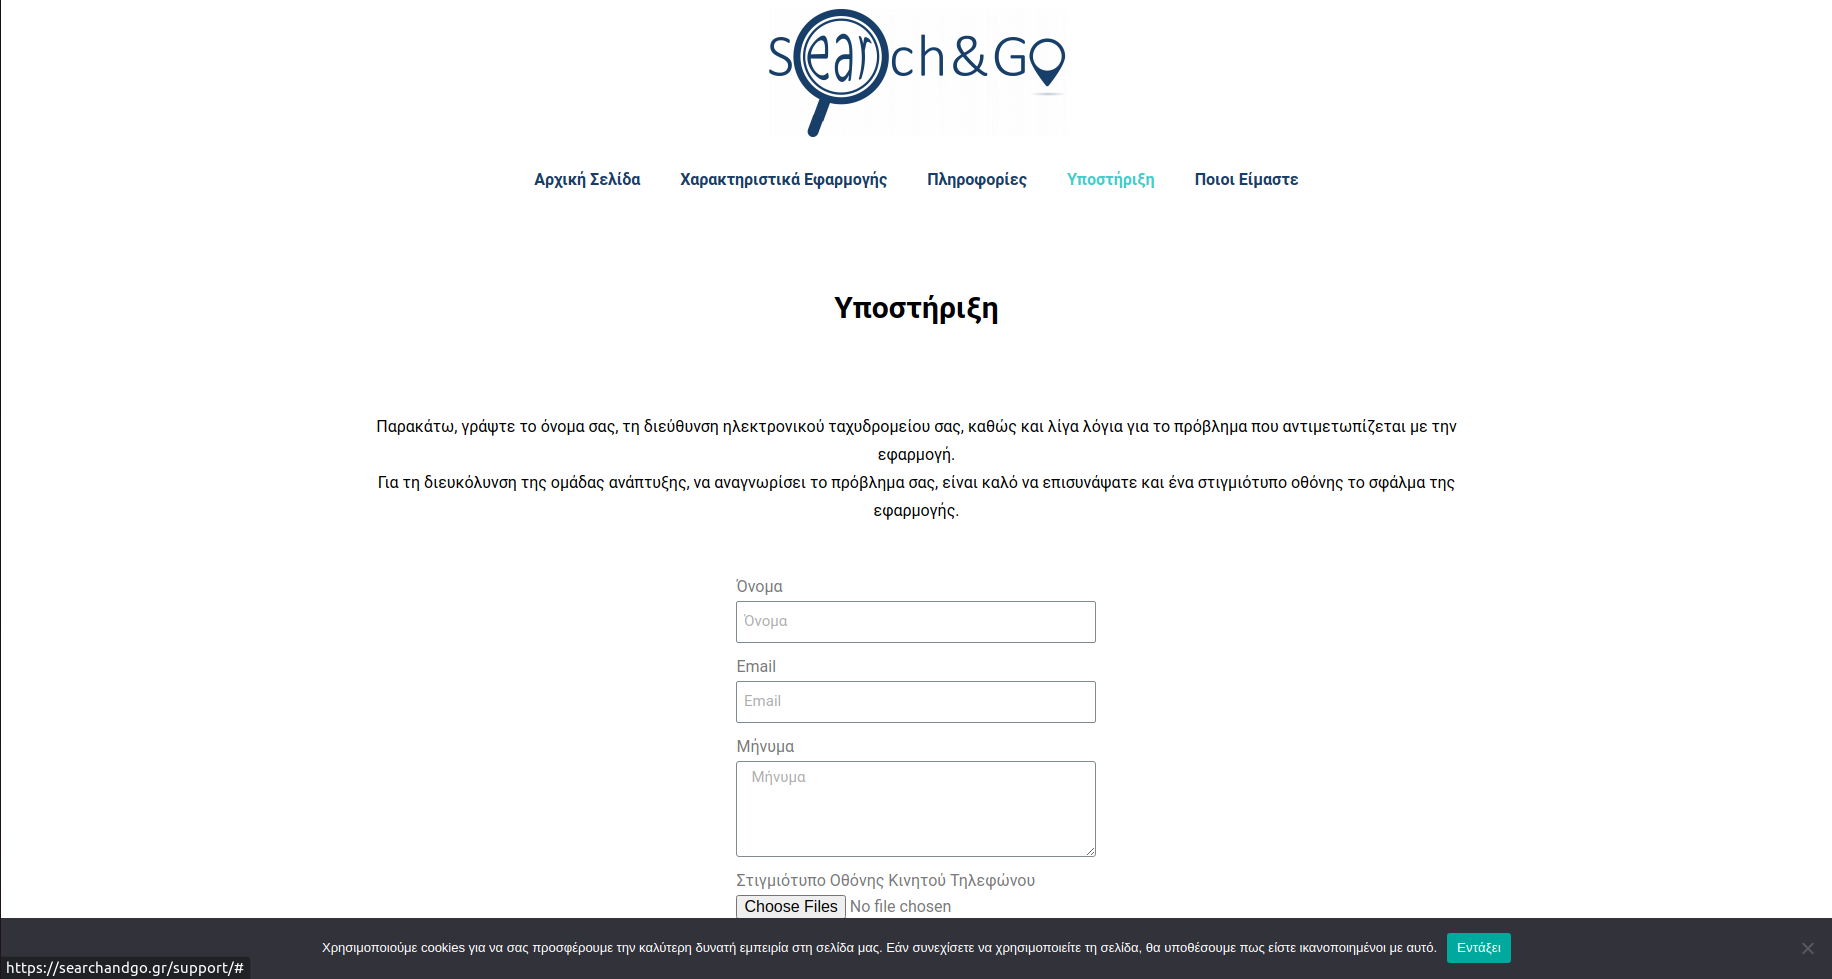 Search&Go
Αρχική Σελίδα
Χαρακτηριστικά Εφαρμογής
Πληροφορίες
Υποστήριξη
Ποιοι Είμαστε
Υποστήριξη
Παρακάτω, γράψτε το όνομα σας, τη διεύθυνση ηλεκτρονικού ταχυδρομείου σας, καθώς και λίγα λόγια για το πρόβλημα που αντιμετωπίζεται με την
εφαρμογή.
Για τη διευκόλυνση της ομάδας ανάπτυξης, να αναγνωρίσει το πρόβλημα σας, είναι καλό να επισυνάψατε και ένα στιγμιότυπο οθόνης το σφάλμα της
εφαρμογής.
Όνομα
Όνομα
Email
Email
Μήνυμα
Μήνυμα
Στιγμιότυπο Οθόνης Κινητού Τηλεφώνου
Choose Files No file chosen
Χρησιμοποιούμε cookies για να σας προσφέρουμε την καλύτερη δυνατή εμπειρία στη σελίδα μας. Εάν συνεχίσετε να χρησιμοποιείτε τη σελίδα, θα υποθέσουμε πως είστε ικανοποιημένοι με αυτό. Εντάξει
https://searchandgo.gr/support/#